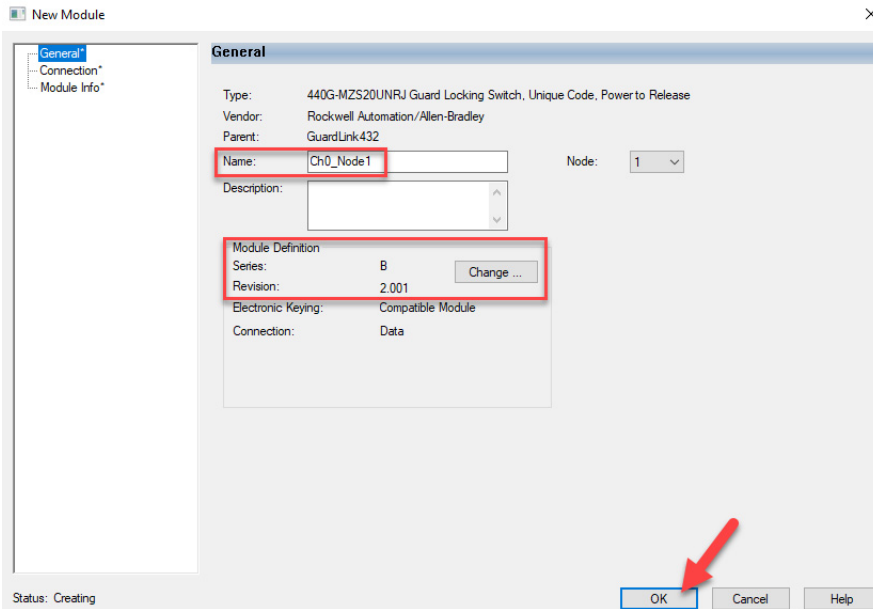 New Module
General*
Connection*
Module Info*
General
Type: 440G-MZS20UNRJ Guard Locking Switch, Unique Code, Power to Release
Vendor: Rockwell Automation/Allen-Bradley
Parent: GuardLink432
Name: Ch0_Node1 Node: 1
Description:
Module Definition
Series: B Change ...
Revision: 2.001
Electronic Keying: Compatible Module
Connection: Data
Status: Creating OK Cancel Help